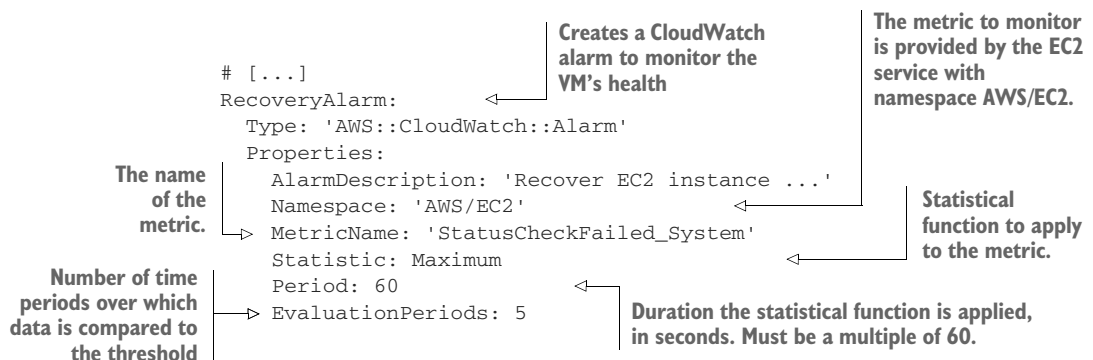 Creates a CloudWatch
alarm to monitor the
VM's health
The metric to monitor
is provided by the EC2
service with
namespace AWS/EC2.
# [...]
RecoveryAlarm:
Type: 'AWS::CloudWatch::Alarm'
Properties:
AlarmDescription: 'Recover EC2 instance ...'
Namespace: 'AWS/EC2'
MetricName: 'StatusCheckFailed_System'
Statistic: Maximum
Period: 60
EvaluationPeriods: 5
The name
of the
metric.
Statistical
function to apply
to the metric.
Number of time
periods over which
data is compared to
the threshold
Duration the statistical function is applied,
in seconds. Must be a multiple of 60.